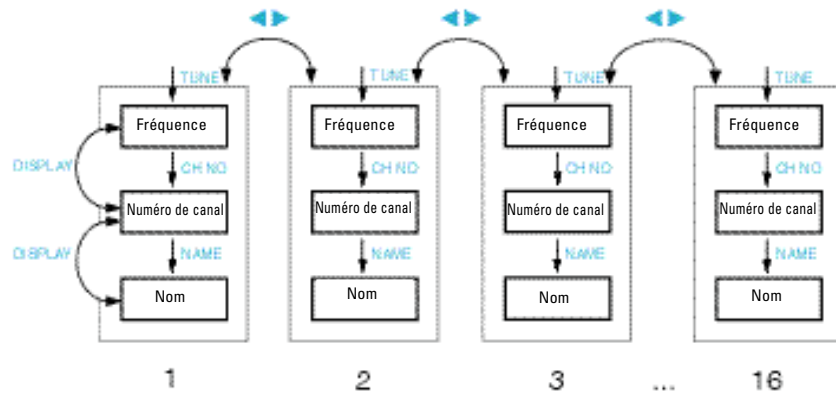 TUNE TUNE TUNE TUNE
Fréquence Fréquence Fréquence Fréquence
DISPLAY CH NO CH NO CH NO CH NO
Numéro de canal Numéro de canal Numéro de canal Numéro de canal
DISPLAY NAME NAME NAME NAME
Nom Nom Nom Nom
1 2 3 ... 16